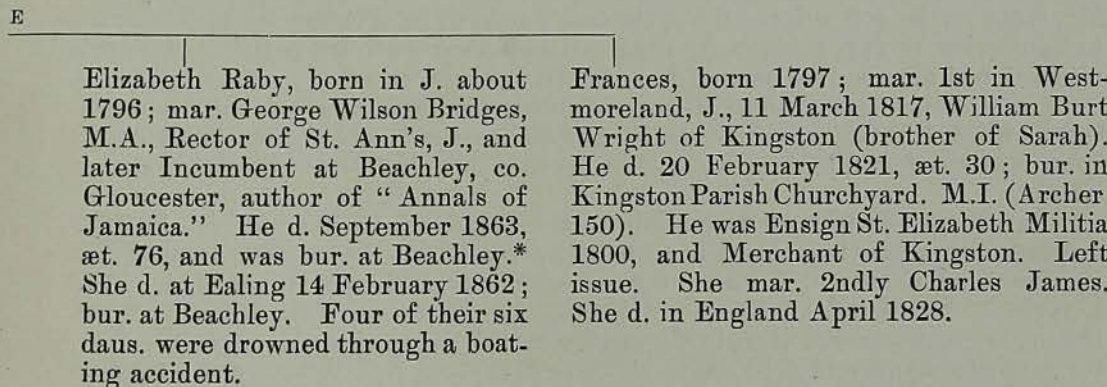 E
Elizabeth Raby, born in J. about
1796; mar. George Wilson Bridges,
M.A., Rector of St. Ann's, J., and
later Incumbent at Beachley, co.
Gloucester, author of "Annals of
Jamaica." He d. September 1863,
æt. 76, and was bur. at Beachley.*
She d. at Ealing 14 February 1862;
bur. at Beachley. Four of their six
daus. were drowned through a boat-
ing accident.
Frances, born 1797; mar. 1st in West-
moreland, J., 11 March 1817, William Burt
Wright of Kingston (brother of Sarah).
He d. 20 February 1821, æt. 30; bur. in
Kingston Parish Churchyard. M.I. (Archer
150). He was Ensign St. Elizabeth Militia
1800, and Merchant of Kingston. Left
issue. She mar. 2ndly Charles James.
She d. in England April 1828.